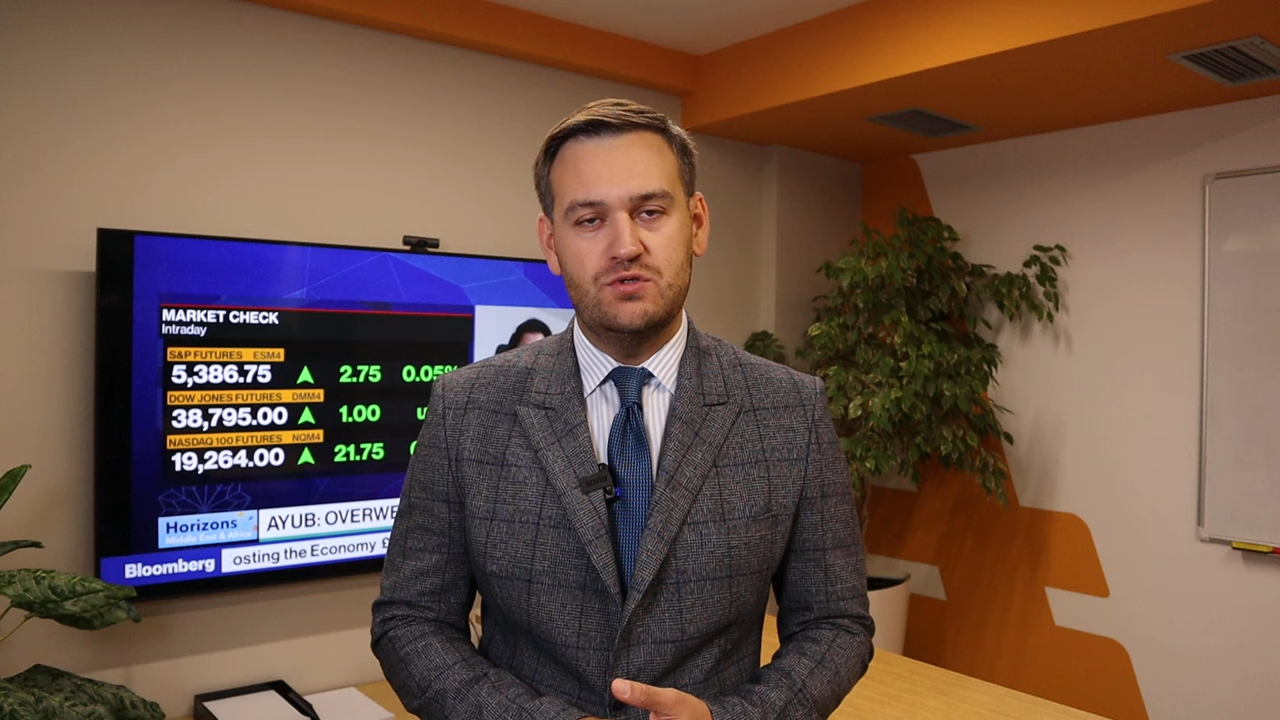 MARKET CHECK
Intraday
S&P FUTURES ESM4
5,386.75 2.75 0.05%
DOW JONES FUTURES DMM4
38,795.00 1.00
NASDAQ 100 FUTURES NQM4
19,264.00 21.75
Horizons
Middle East & Africa
AYUB: OVERWE
Bloomberg
osting the Economy £